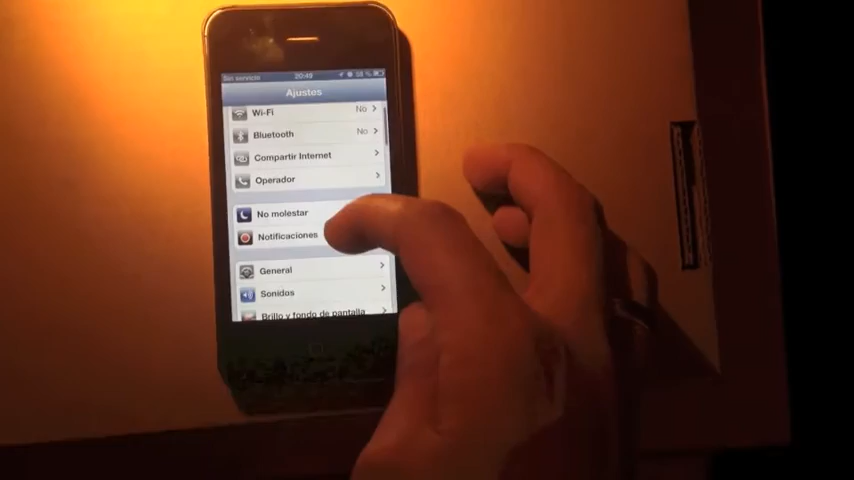 Sin servicio 20:49 58 %
Ajustes
Wi-Fi No
Bluetooth No
Compartir Internet
Operador
No molestar
Notificaciones
General
Sonidos
Brillo y fondo de pantalla